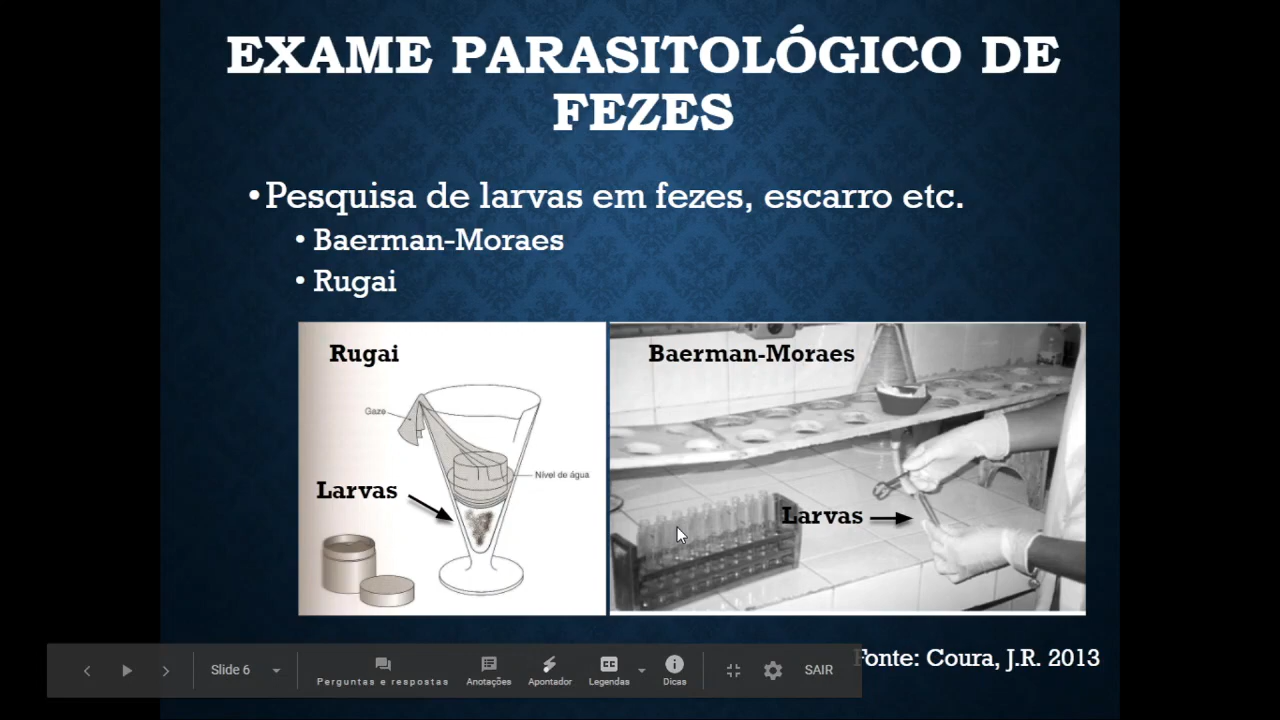 EXAME PARASITOLÓGICO DE
FEZES
•Pesquisa de larvas em fezes, escarro etc.
• Baerman-Moraes
• Rugai
Rugai
Gaze
Nível de água
Larvas
Baerman-Moraes
Larvas
Fonte: Coura, J.R. 2013
Slide 6
Perguntas e respostas
Anotações
Apontador
CC
Legendas
Dicas
SAIR